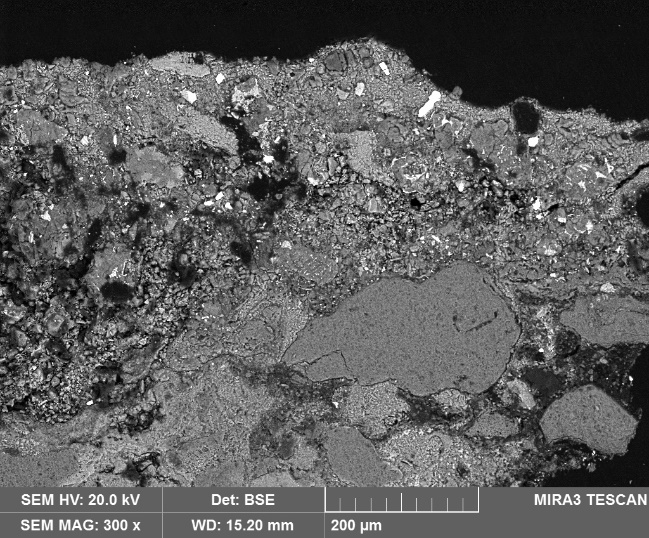 SEM HV: 20.0 kV Det: BSE MIRA3 TESCAN
SEM MAG: 300 x WD: 15.20 mm 200 µm